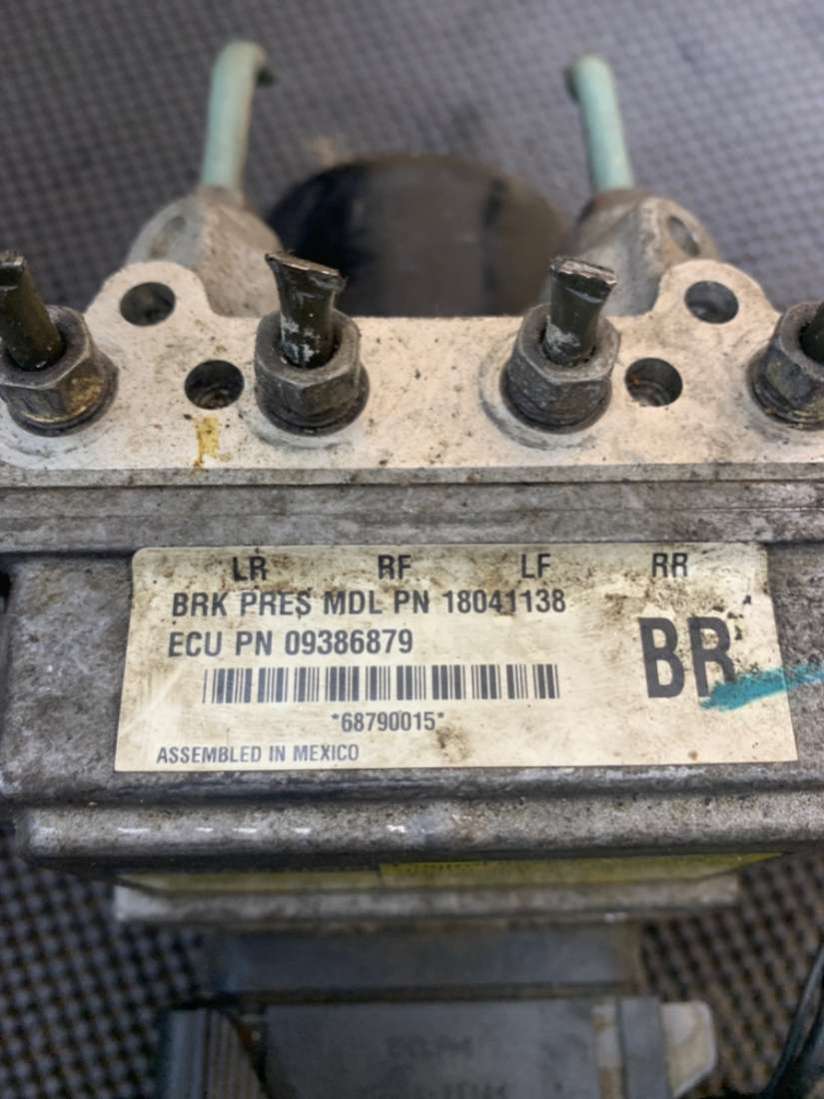 LR RF LF RR
BRK PRES MDL PN 18041138
ECU PN 09386879
BR
*68790015*
ASSEMBLED IN MEXICO